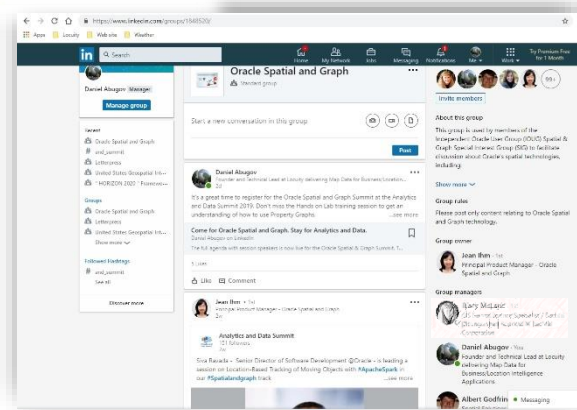 https://www.linkedin.com/groups/1848520/
Apps Locuity Web site Weather
in Search
Home My Network Jobs Messaging Notifications Me Work Try Premium Free for 1 Month
Daniel Abugov Manager
Manage group
Recent
Oracle Spatial and Graph
# and_summit
Letterpress
United States Geospatial Int...
Groups
Oracle Spatial and Graph
Letterpress
United States Geospatial Int...
Show more
Followed Hashtags
# and_summit
See all
Discover more
Oracle Spatial and Graph
Standard group
Start a new conversation in this group
Post
Daniel Abugov
Founder and Technical Lead at Locuity delivering Map Data for Business/Location...
2d
It's a great time to register for the Oracle Spatial and Graph Summit at the Analytics
and Data Summit 2019. Don't miss the Hands on Lab training session to get an
understanding of how to use Property Graphs.
...see more
Come for Oracle Spatial and Graph. Stay for Analytics and Data.
Daniel Abugov on LinkedIn
The full agenda with session speakers is now live for the Oracle Spatial & Graph Summit. T...
Like Comment
Jean Ihm • 1st
Principal Product Manager - Oracle Spatial and Graph
Analytics and Data Summit
Siva Ravada - Senior Director of Software Development @Oracle - is leading a
session on Location-Based Tracking of Moving Objects with #ApacheSpark in
our #Spatialandgraph track
...see more
99+
Invite members
About this group
This group is used by members of the
Independent Oracle User Group (IOUG) Spatial &
Graph Special Interest Group (SIG) to facilitate
discussion about Oracle's spatial technologies,
including:
Show more
Group rules
Please post only content relating to Oracle Spatial
and Graph technology.
Group owner
Jean Ihm • 1st
Principal Product Manager - Oracle
Spatial and Graph
Group managers
Daniel Abugov • You
Founder and Technical Lead at Locuity
delivering Map Data for
Business/Location Intelligence
Applications.
Albert Godfrin
Messaging